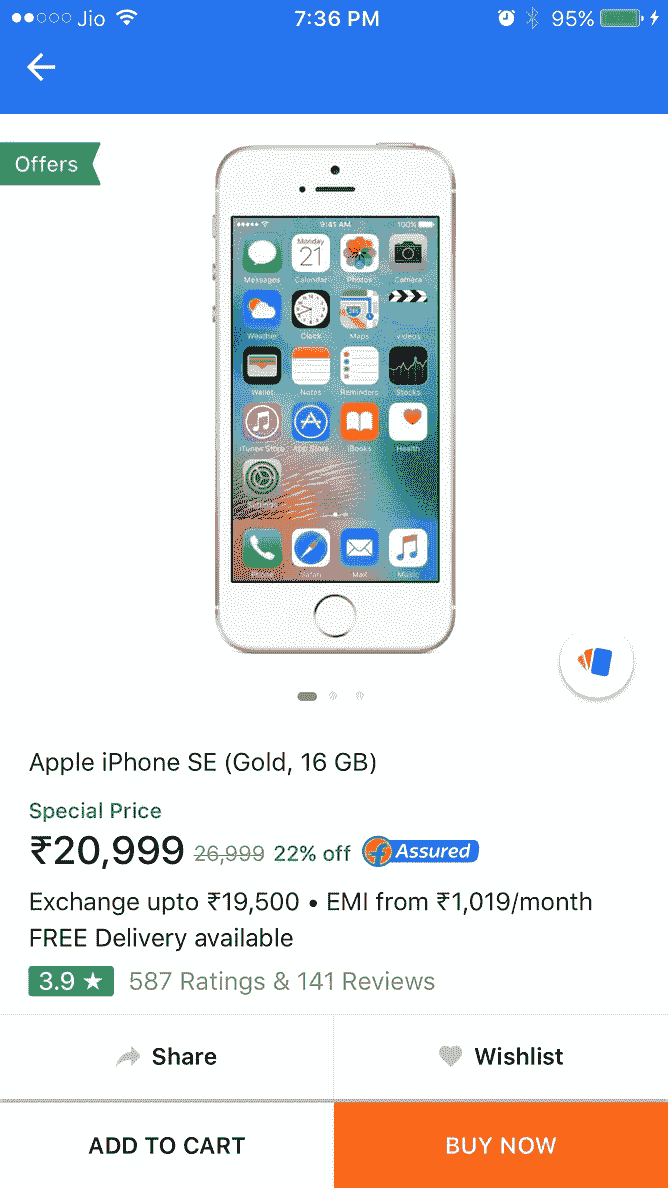 Jio 7:36 PM 95%
Offers
9:41 AM 100%
Monday
21
Messages Calendar Photos Camera
Weather Clock Maps Videos
Wallet Notes Reminders Stocks
iTunes Store App Store iBooks Health
Phone Safari Mail Music
Apple iPhone SE (Gold, 16 GB)
Special Price
₹20,999 26,999 22% off f Assured
Exchange upto ₹19,500 • EMI from ₹1,019/month
FREE Delivery available
3.9 ★ 587 Ratings & 141 Reviews
Share Wishlist
ADD TO CART BUY NOW